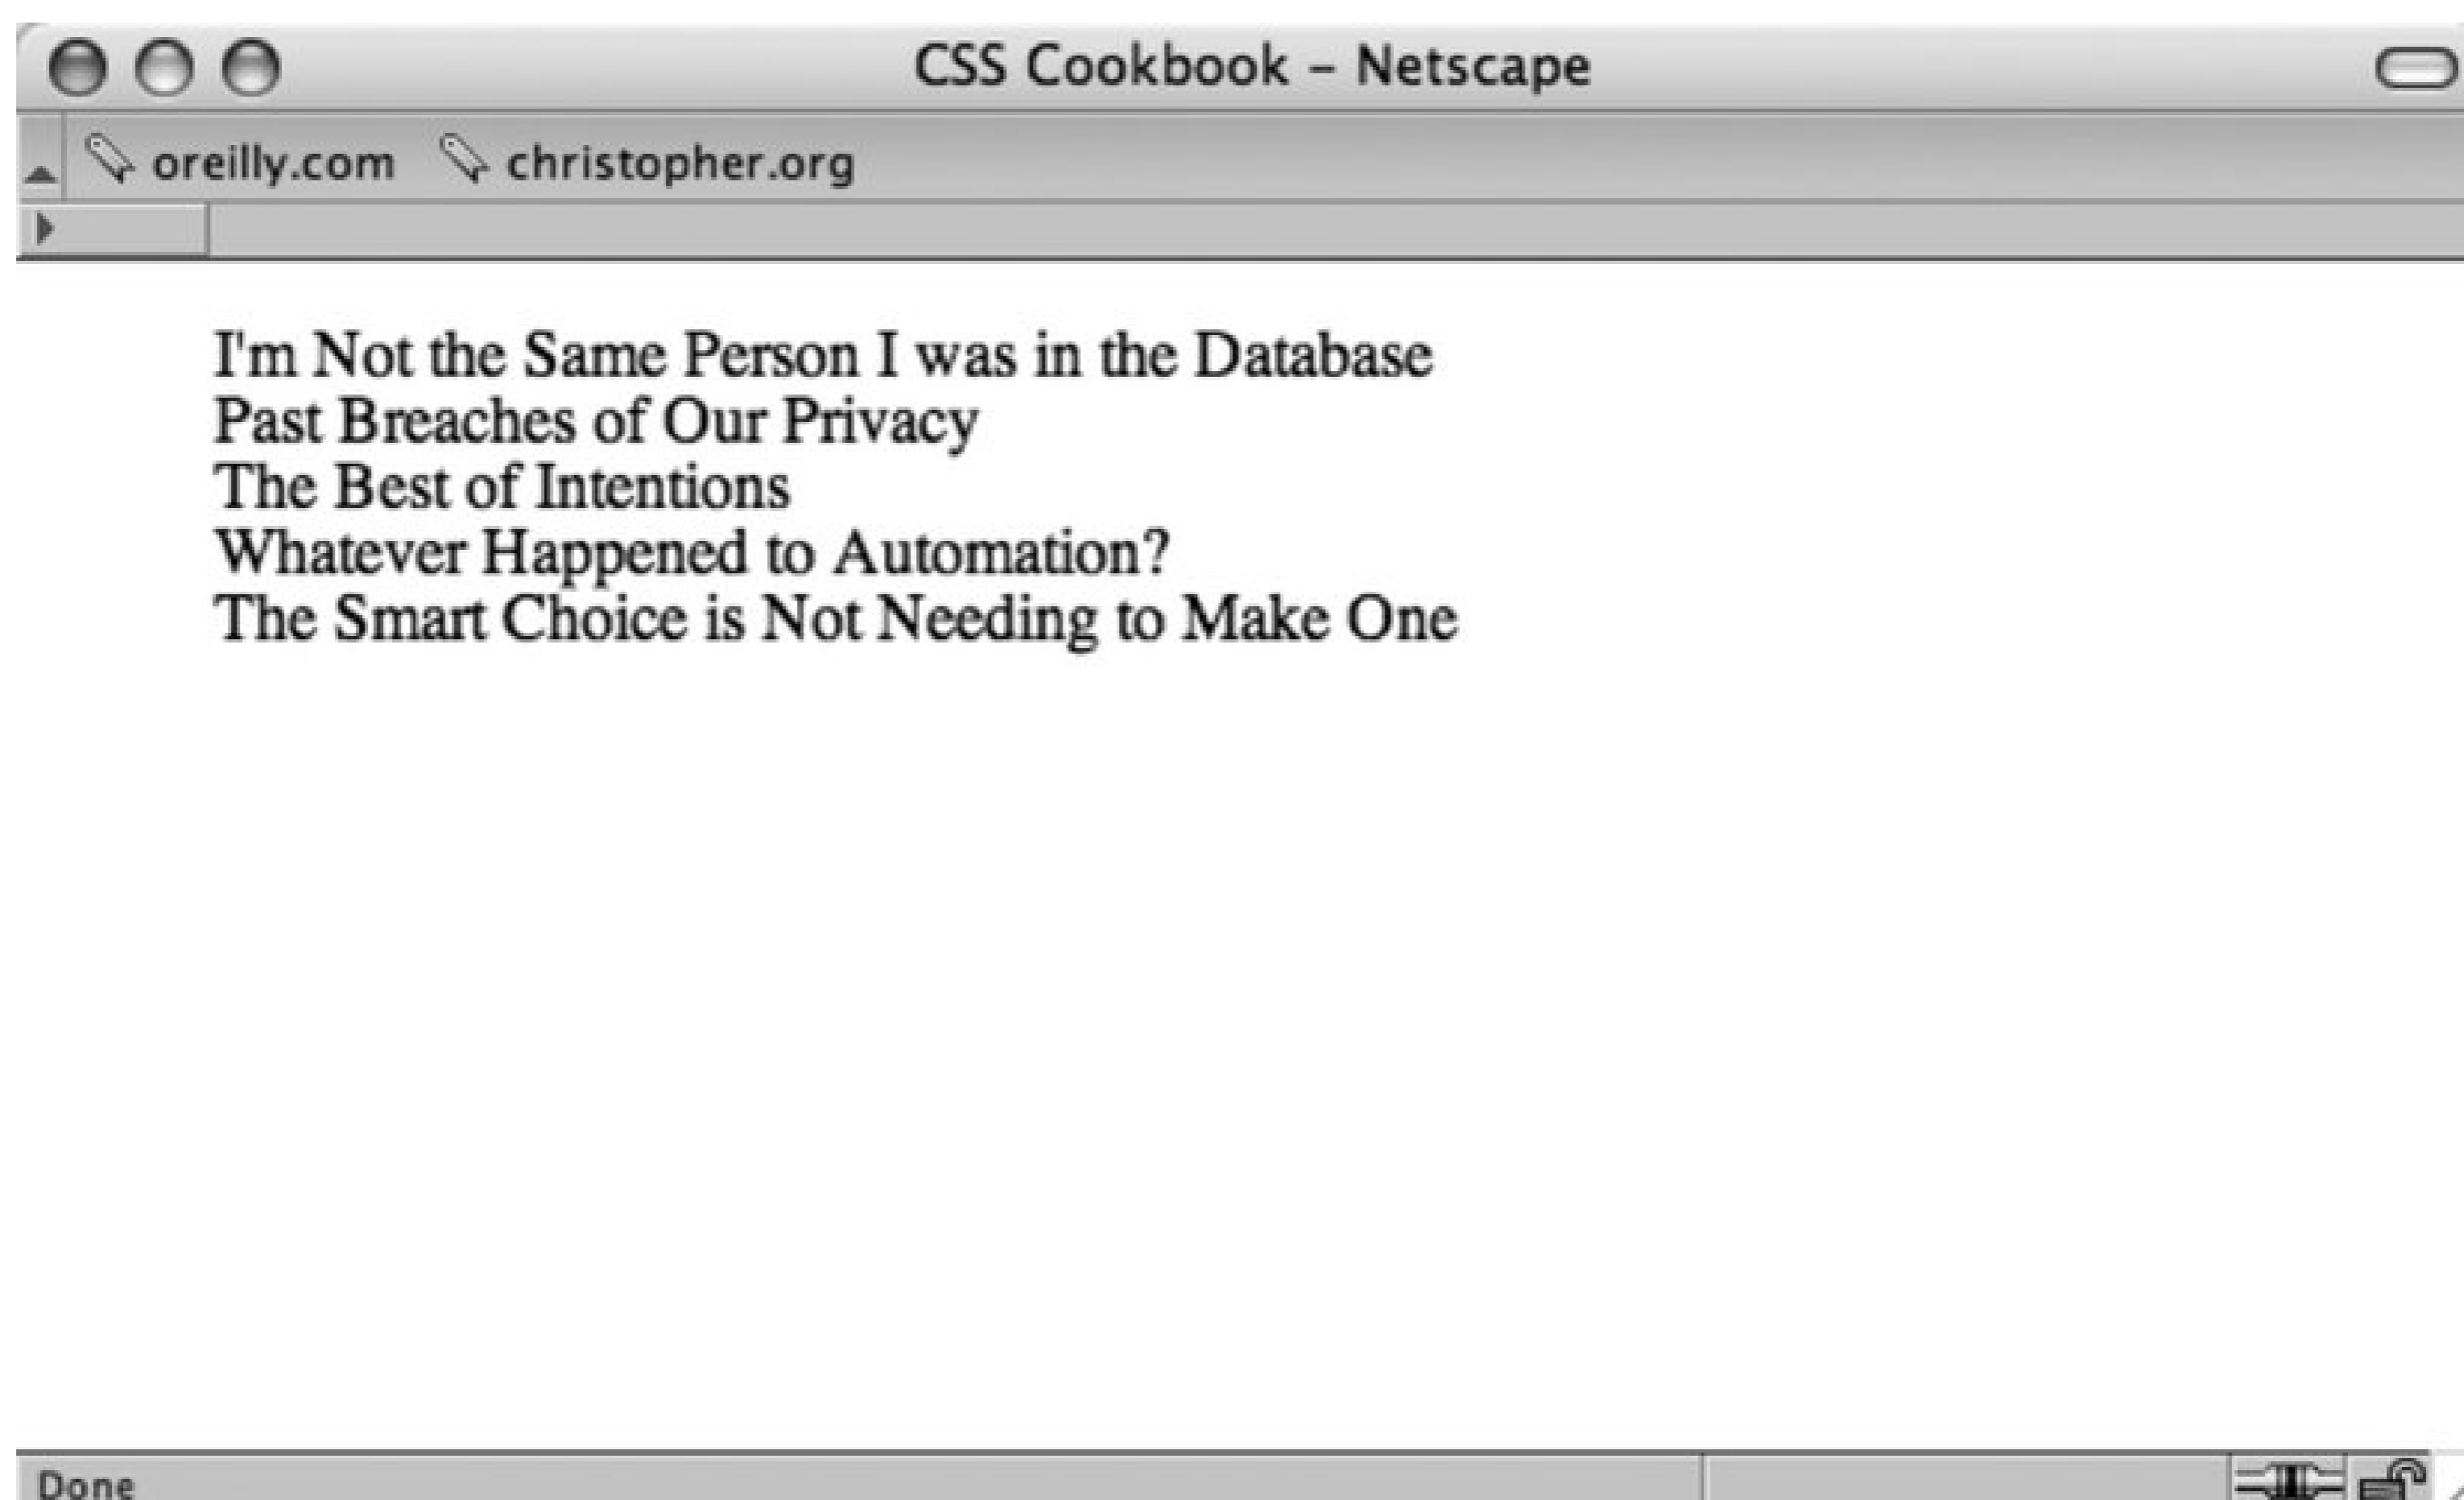 CSS Cookbook – Netscape
oreilly.com christopher.org
I'm Not the Same Person I was in the Database
Past Breaches of Our Privacy
The Best of Intentions
Whatever Happened to Automation?
The Smart Choice is Not Needing to Make One
Done